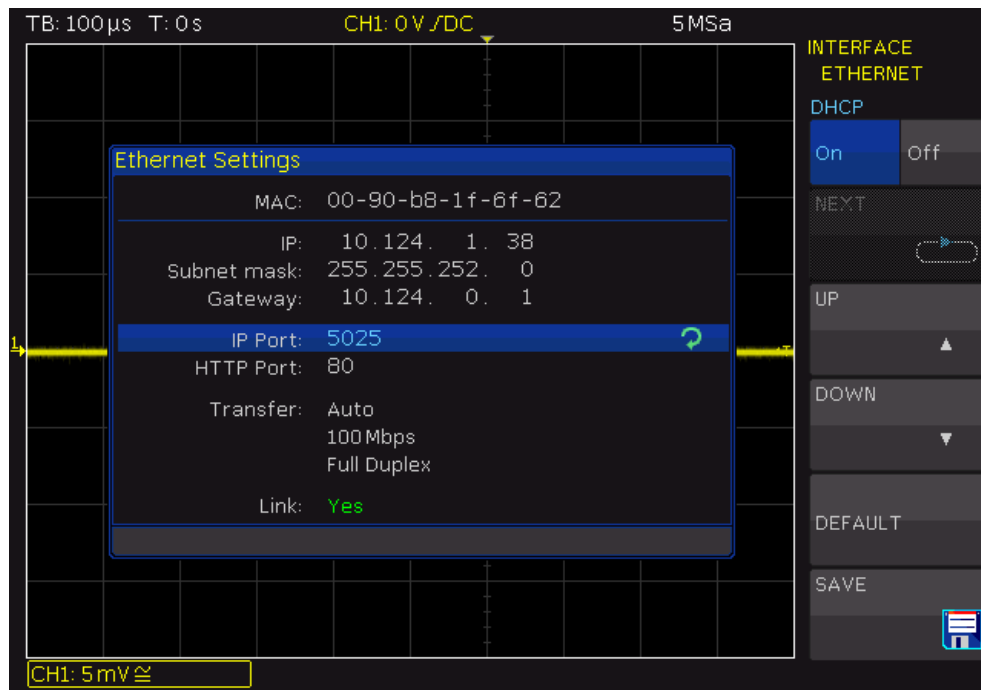 TB: 100 µs T: 0 s CH1: 0 V / DC 5 MSa
INTERFACE
ETHERNET
DHCP
On Off
NEXT
UP
DOWN
DEFAULT
SAVE
Ethernet Settings
MAC: 00-90-b8-1f-6f-62
IP: 10.124. 1. 38
Subnet mask: 255.255.252. 0
Gateway: 10.124. 0. 1
IP Port: 5025
HTTP Port: 80
Transfer: Auto
100 Mbps
Full Duplex
Link: Yes
1
T
CH1: 5 mV ≅